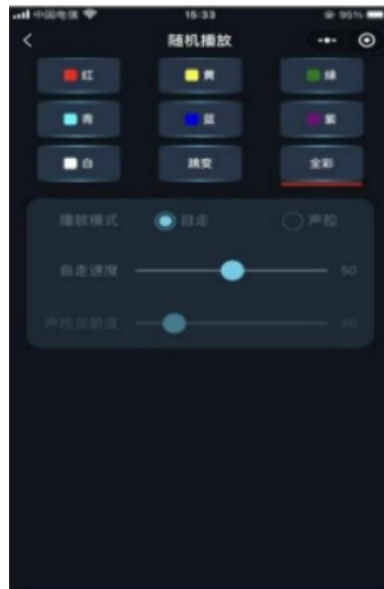 中国电信 15:33 95%
随机播放
红 黄 绿
青 蓝 紫
白 跳变 全彩
播放模式 自走 声控
自走速度 50
声控灵敏度 20